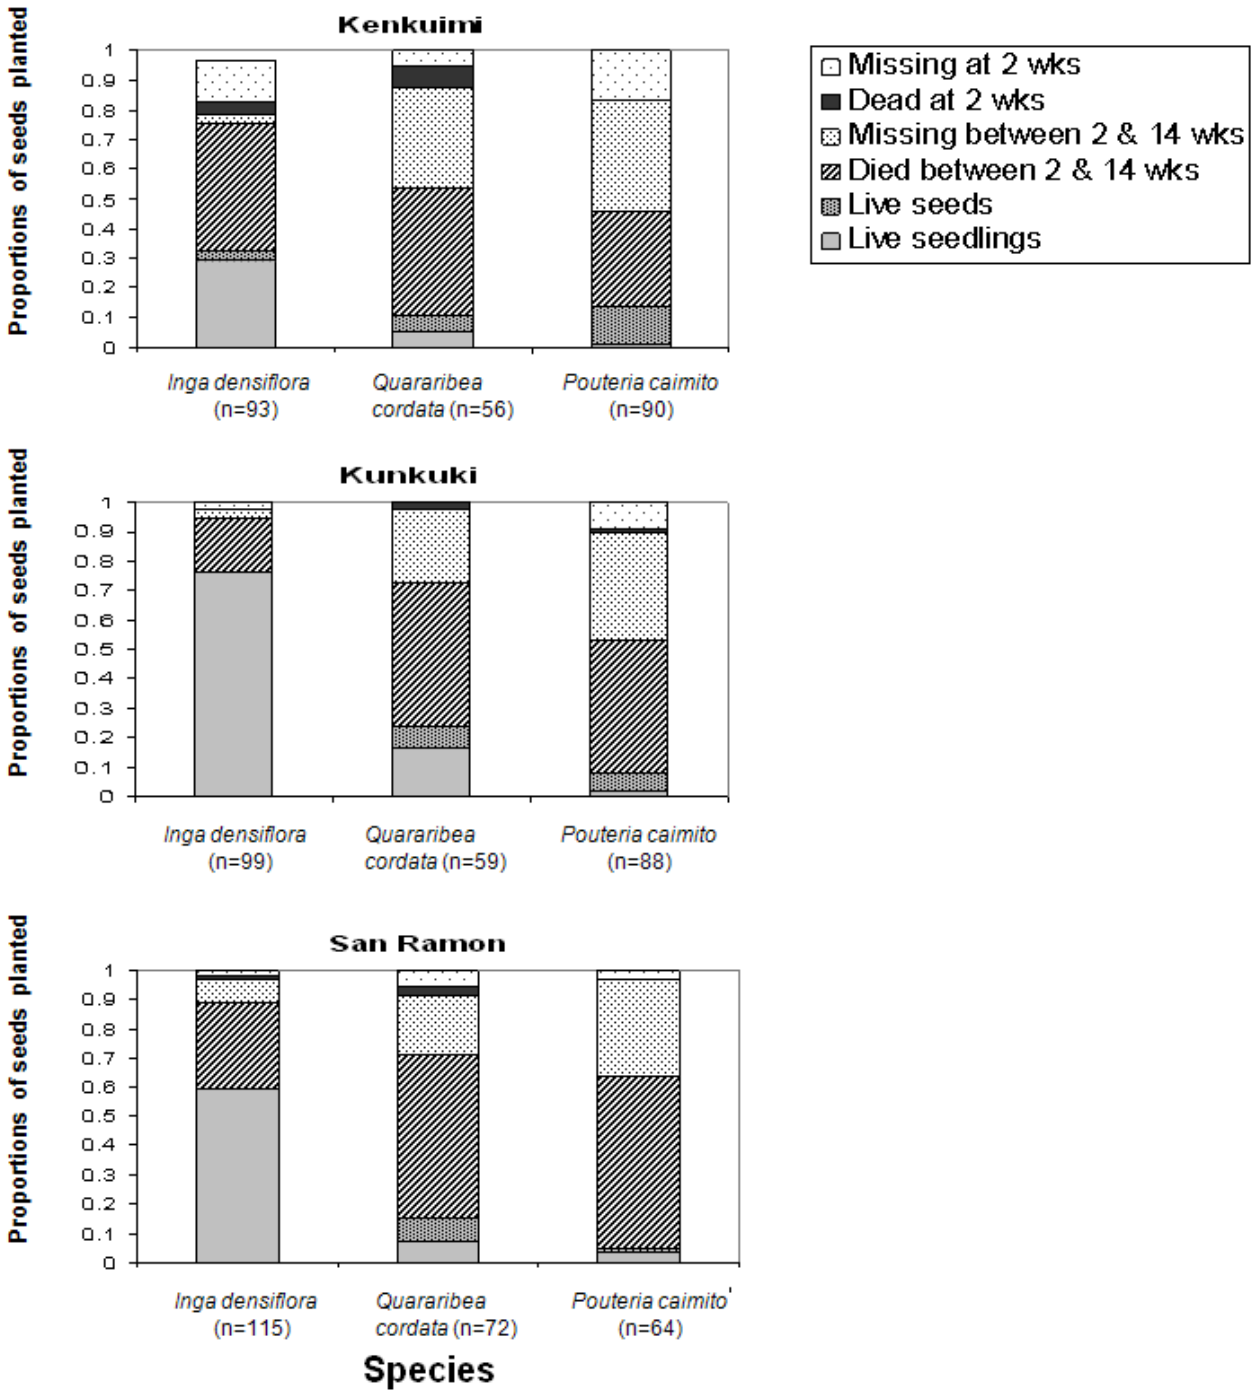 Kenkuimi
Proportions of seeds planted
1
0.9
0.8
0.7
0.6
0.5
0.4
0.3
0.2
0.1
0
Inga densiflora
(n=93)
Quararibea
cordata (n=56)
Pouteria caimito
(n=90)
Missing at 2 wks
Dead at 2 wks
Missing between 2 & 14 wks
Died between 2 & 14 wks
Live seeds
Live seedlings
Kunkuki
Proportions of seeds planted
1
0.9
0.8
0.7
0.6
0.5
0.4
0.3
0.2
0.1
0
Inga densiflora
(n=99)
Quararibea
cordata (n=59)
Pouteria caimito
(n=88)
San Ramon
Proportions of seeds planted
1
0.9
0.8
0.7
0.6
0.5
0.4
0.3
0.2
0.1
0
Inga densiflora
(n=115)
Quararibea
cordata (n=72)
Pouteria caimito'
(n=64)
Species